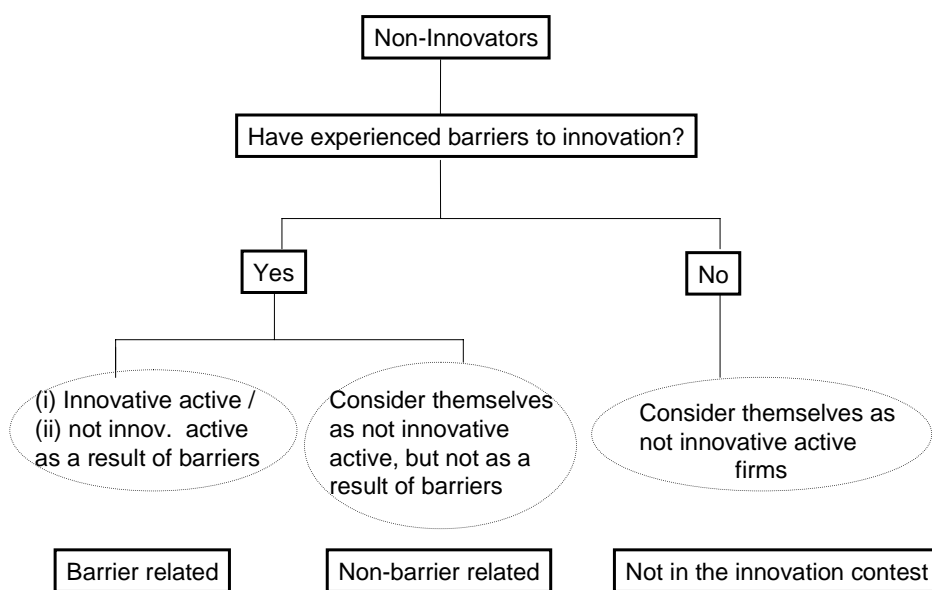 Non-Innovators
Have experienced barriers to innovation?
Yes
No
(i) Innovative active /
(ii) not innov. active
as a result of barriers
Consider themselves
as not innovative
active, but not as a
result of barriers
Consider themselves as
not innovative active
firms
Barrier related
Non-barrier related
Not in the innovation contest